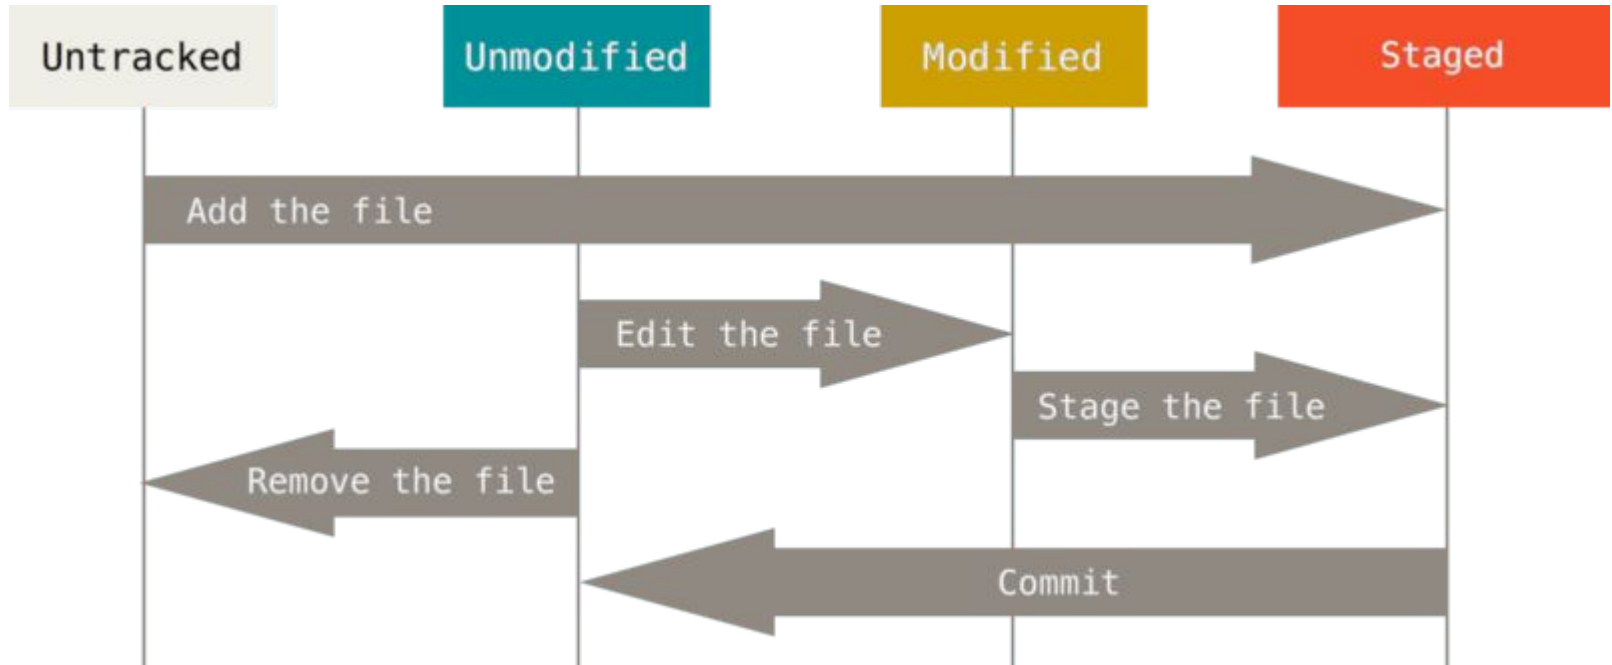 Untracked
Unmodified
Modified
Staged
Add the file
Edit the file
Stage the file
Remove the file
Commit